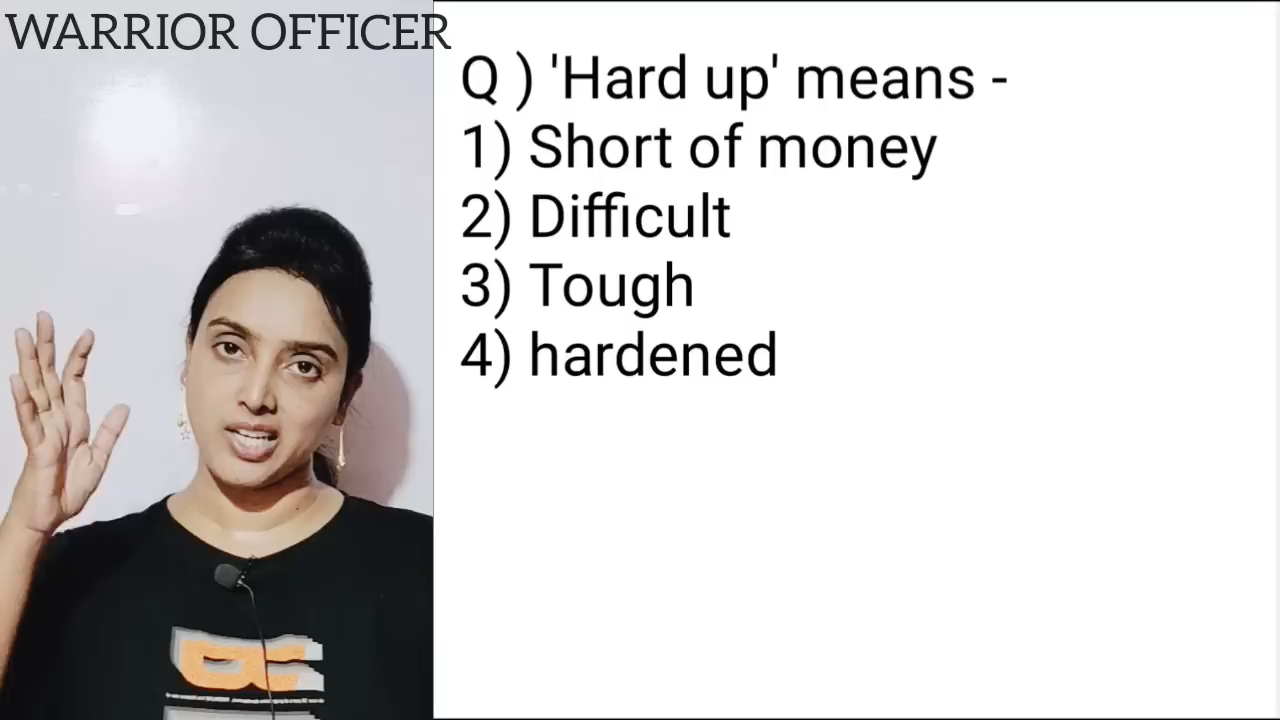 WARRIOR OFFICER
Q ) 'Hard up' means -
1) Short of money
2) Difficult
3) Tough
4) hardened